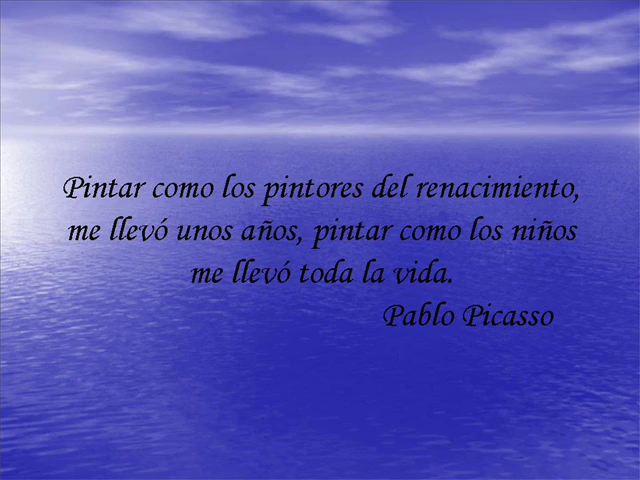 Pintar como los pintores del renacimiento,
me llevó unos años, pintar como los niños
me llevó toda la vida.
Pablo Picasso